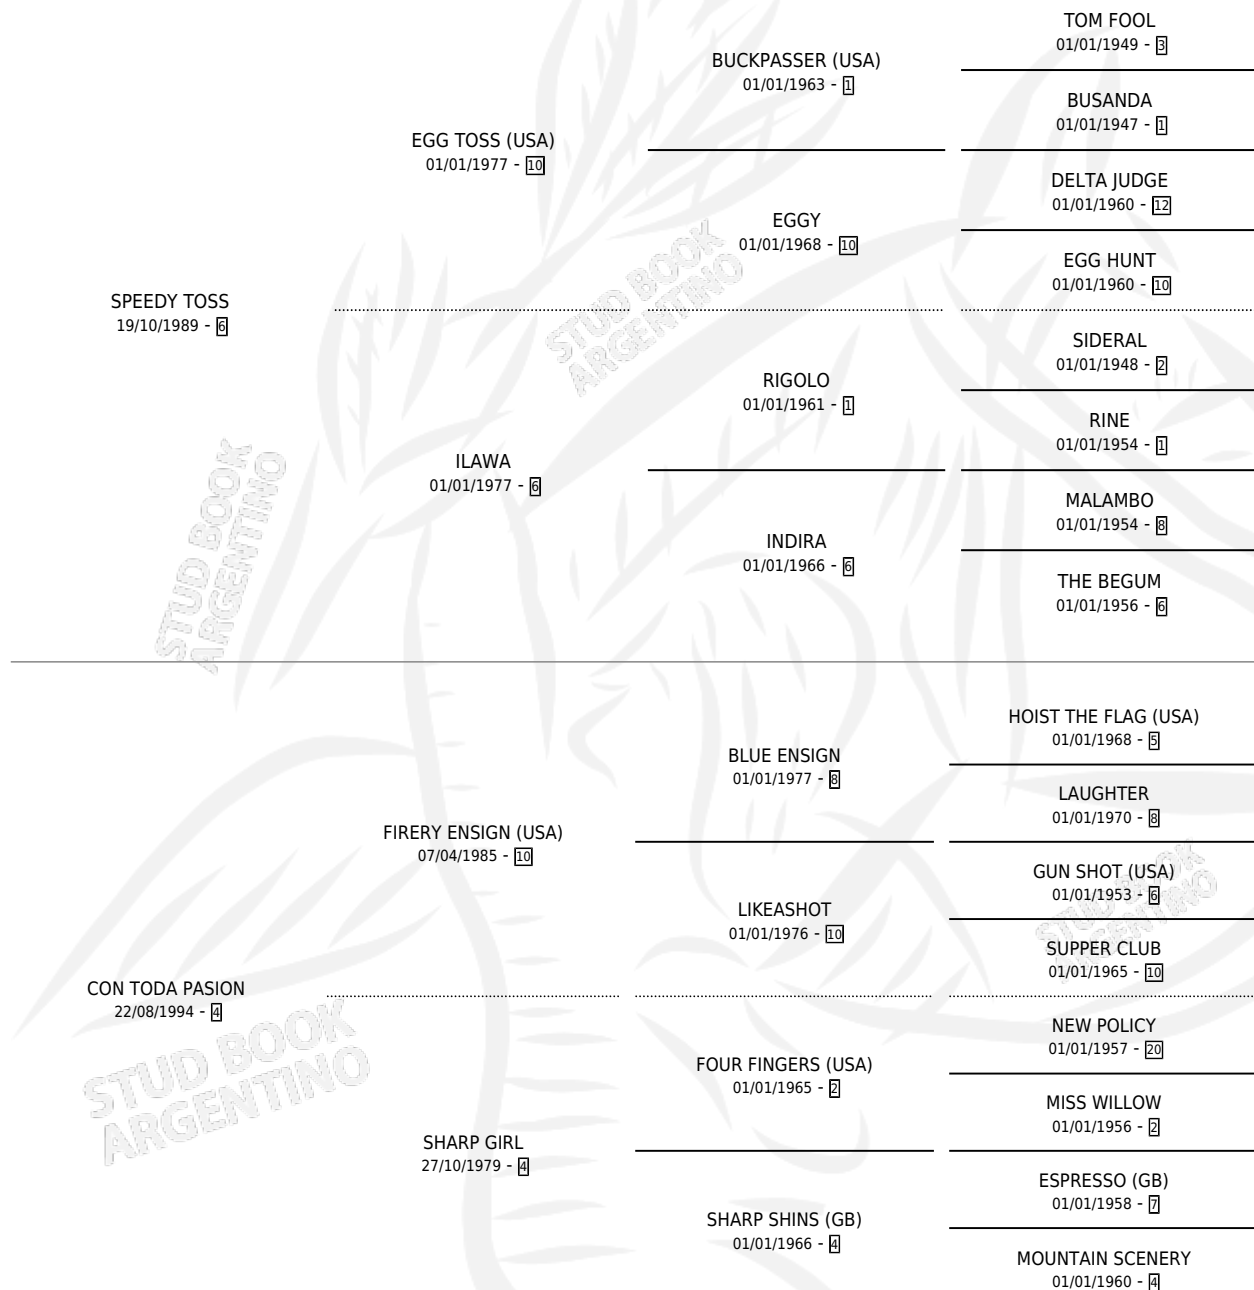 TOM FOOL
01/01/1949 - 3
BUCKPASSER (USA)
01/01/1963 - 1
BUSANDA
01/01/1947 - 1
EGG TOSS (USA)
01/01/1977 - 10
DELTA JUDGE
01/01/1960 - 12
EGGY
01/01/1968 - 10
EGG HUNT
01/01/1960 - 10
SPEEDY TOSS
19/10/1989 - 6
SIDERAL
01/01/1948 - 2
RIGOLO
01/01/1961 - 1
RINE
01/01/1954 - 1
ILAWA
01/01/1977 - 6
MALAMBO
01/01/1954 - 8
INDIRA
01/01/1966 - 6
THE BEGUM
01/01/1956 - 6
HOIST THE FLAG (USA)
01/01/1968 - 5
BLUE ENSIGN
01/01/1977 - 8
LAUGHTER
01/01/1970 - 8
FIRERY ENSIGN (USA)
07/04/1985 - 10
GUN SHOT (USA)
01/01/1953 - 6
LIKEASHOT
01/01/1976 - 10
SUPPER CLUB
01/01/1965 - 10
CON TODA PASION
22/08/1994 - 4
NEW POLICY
01/01/1957 - 20
FOUR FINGERS (USA)
01/01/1965 - 2
MISS WILLOW
01/01/1956 - 2
SHARP GIRL
27/10/1979 - 4
ESPRESSO (GB)
01/01/1958 - 7
SHARP SHINS (GB)
01/01/1966 - 4
MOUNTAIN SCENERY
01/01/1960 - 4
STUD BOOK
ARGENTINO
STUD BOOK
ARGENTINO
STUD BOOK
ARGENTINO
STUD BOOK
ARGENTINO